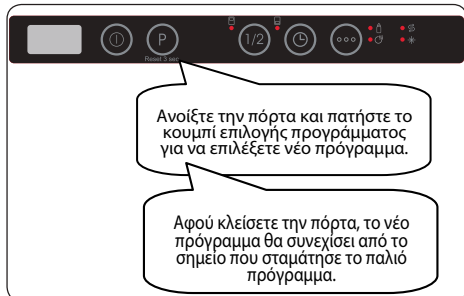 P
1/2
Reset 3 sec
Ανοίξτε την πόρτα και πατήστε το
κουμπί επιλογής προγράμματος
για να επιλέξετε νέο πρόγραμμα.
Αφού κλείσετε την πόρτα, το νέο
πρόγραμμα θα συνεχίσει από το
σημείο που σταμάτησε το παλιό
πρόγραμμα.